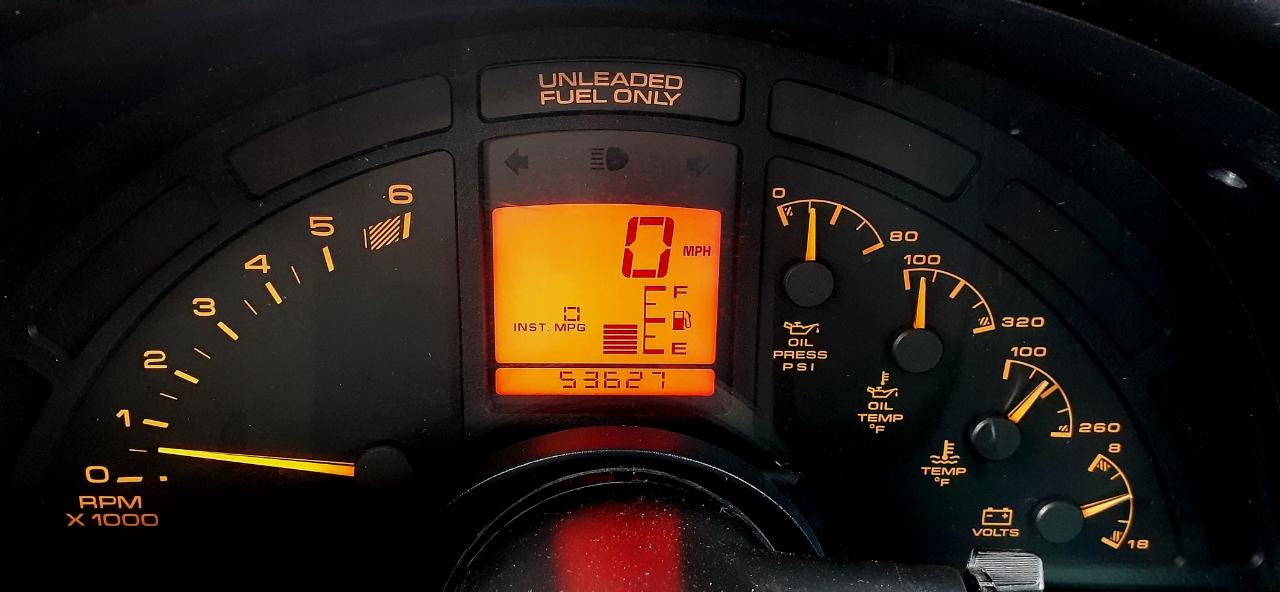 UNLEADED
FUEL ONLY
6
5
4
3
2
1
0
RPM
X 1000
0 MPH
F
0
INST. MPG
E
53627
0
80
OIL
PRESS
PSI
100
320
OIL
TEMP
°F
100
260
TEMP
°F
8
18
VOLTS